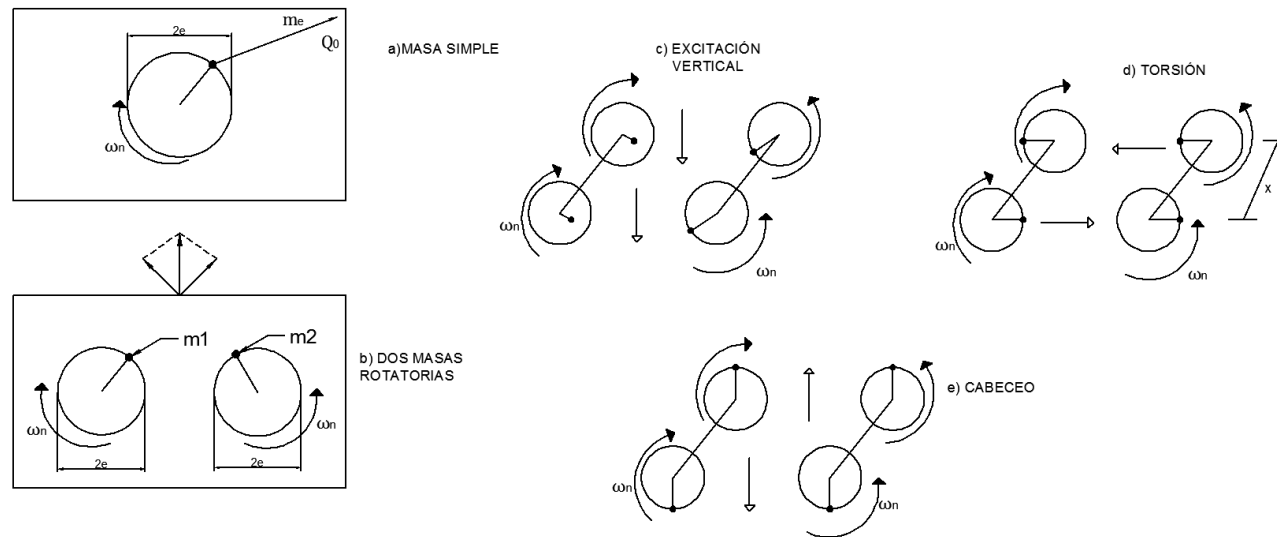 me
2e
Q0
ωn
a)MASA SIMPLE
c) EXCITACIÓN
VERTICAL
d) TORSIÓN
ωn
ωn
ωn
ωn
x
m1
m2
ωn
ωn
2e
2e
b) DOS MASAS
ROTATORIAS
e) CABECEO
ωn
ωn